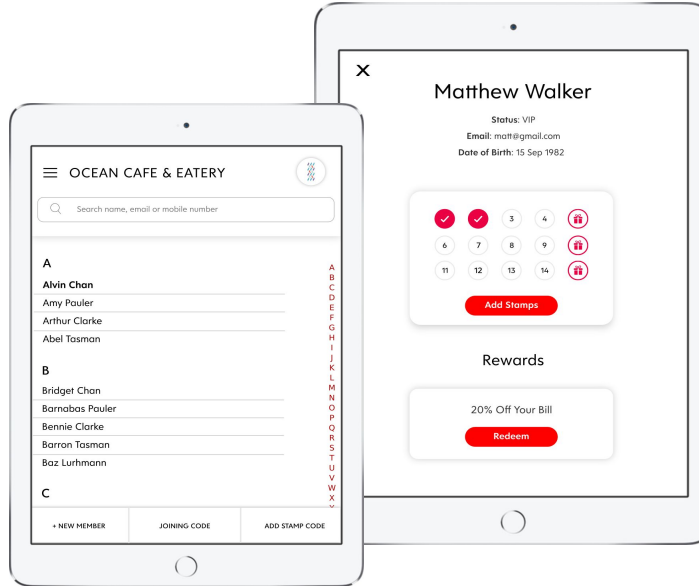 OCEAN CAFE & EATERY
Search name, email or mobile number
A
Alvin Chan
Amy Pauler
Arthur Clarke
Abel Tasman
B
Bridget Chan
Barnabas Pauler
Bennie Clarke
Barron Tasman
Baz Lurhmann
C
A
B
C
D
E
F
G
H
I
J
K
L
M
N
O
P
Q
R
S
T
U
V
W
X
+ NEW MEMBER
JOINING CODE
ADD STAMP CODE
X
Matthew Walker
Status: VIP
Email: matt@gmail.com
Date of Birth: 15 Sep 1982
3 4
6 7 8 9
11 12 13 14
Add Stamps
Rewards
20% Off Your Bill
Redeem